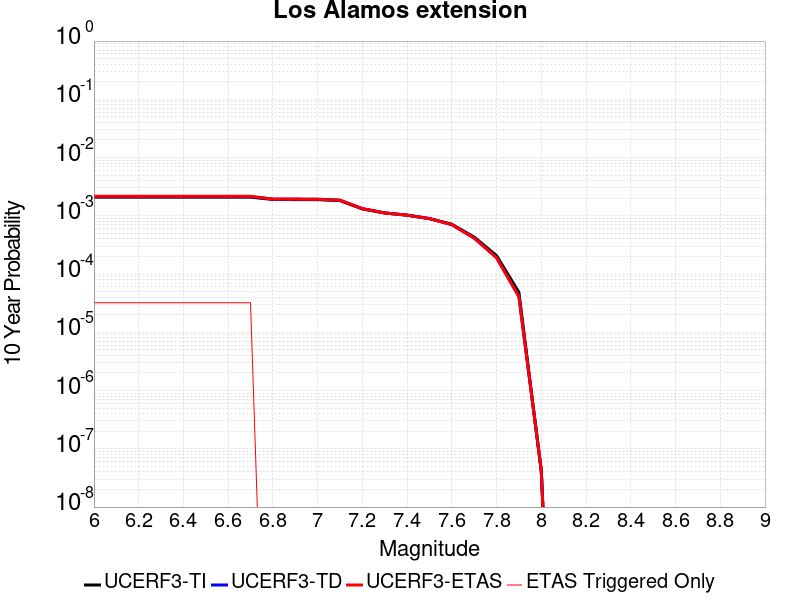 Los Alamos extension
10 0
10 -1
10 -2
10 -3
10 -4
10 -5
10 -6
10 -7
10 -8
10 Year Probability
6 6.2 6.4 6.6 6.8 7 7.2 7.4 7.6 7.8 8 8.2 8.4 8.6 8.8 9
Magnitude
UCERF3-TI UCERF3-TD UCERF3-ETAS ETAS Triggered Only